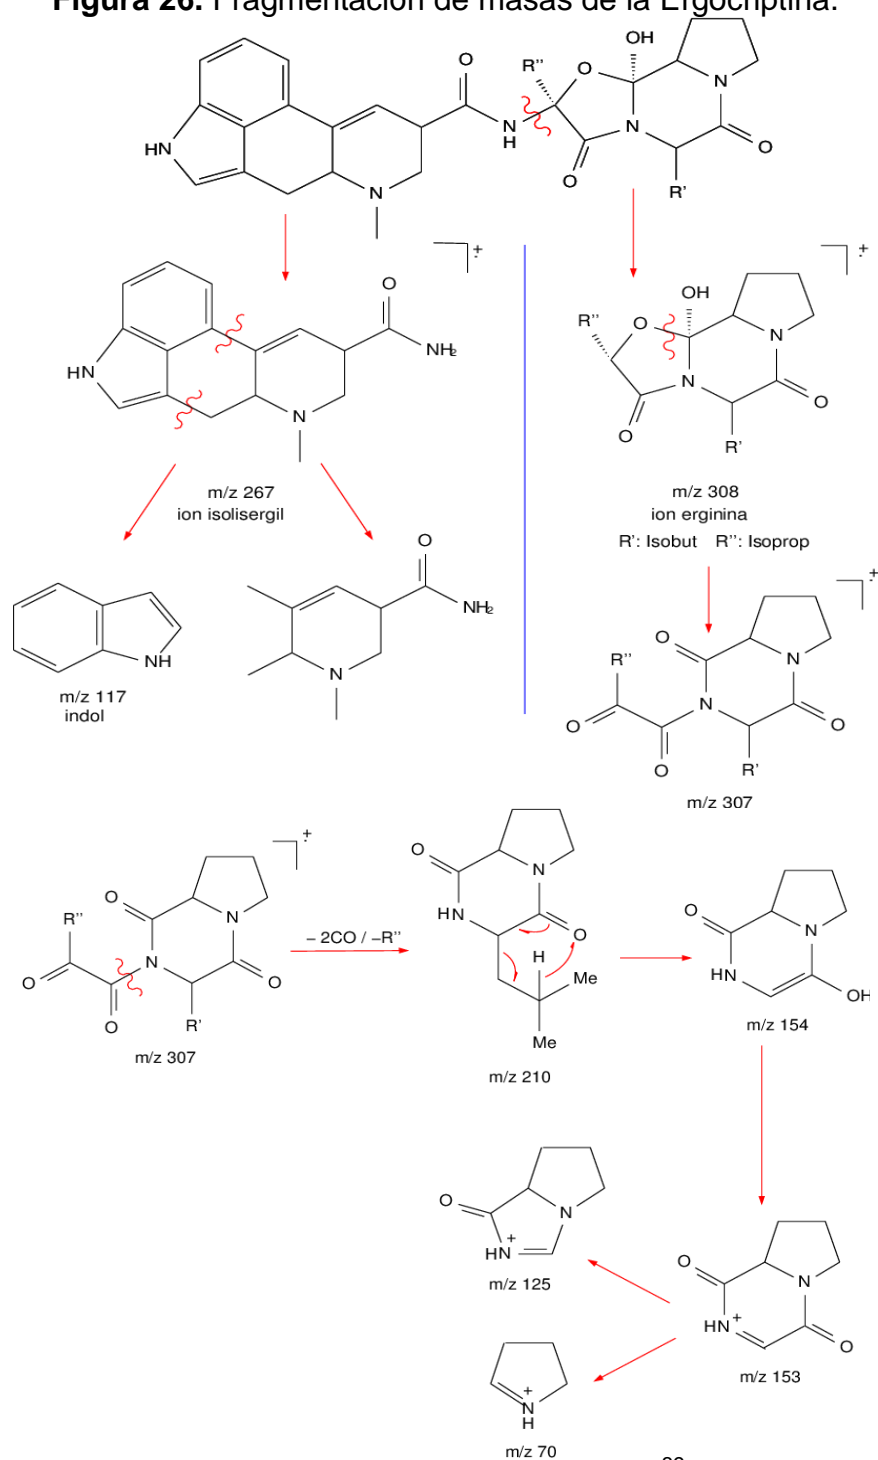 Figura 26. Fragmentación de masas de la Ergocriptina.
O
R''
O
OH
N
HN
N
H
N
O
O
N
R'
O
OH
R''
O
N
NH2
HN
N
N
O
O
R'
m/z 267
ion isolisergil
m/z 308
ion erginina
R': Isobut R'': Isoprop
O
NH2
NH
N
m/z 117
indol
O
R''
N
N
O
O
O
R'
m/z 307
O
R''
N
N
O
O
O
R'
m/z 307
– 2CO / –R''
O
N
HN
O
H
Me
Me
m/z 210
O
N
HN
OH
m/z 154
O
N
HN
+
m/z 125
O
N
HN
+
O
m/z 153
+
N
H
m/z 70